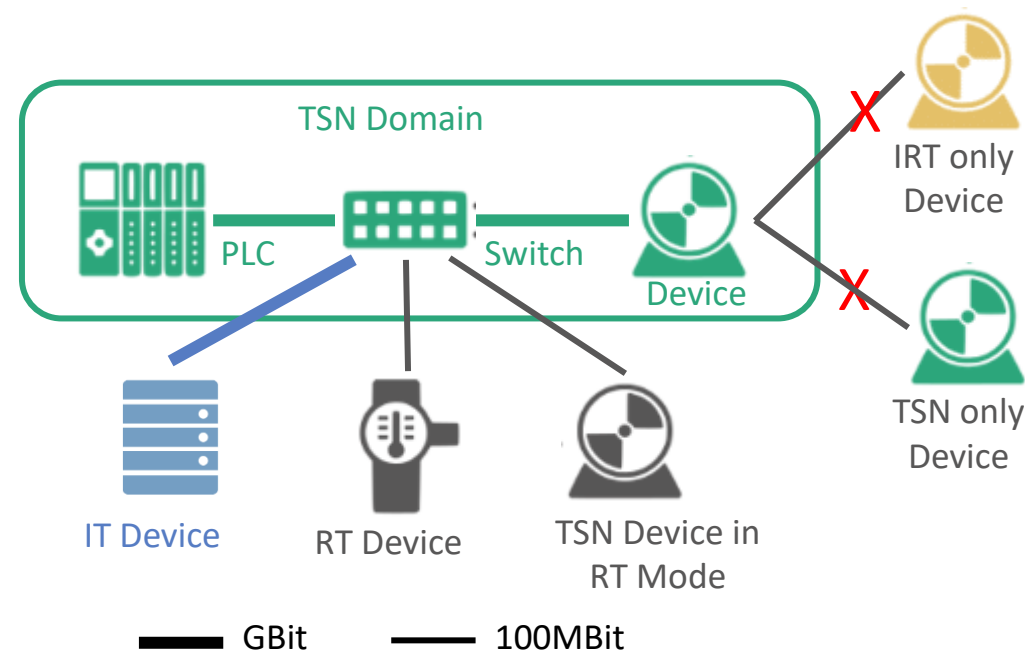 TSN Domain
PLC
Switch
Device
IRT only
Device
X
X
TSN only
Device
IT Device
RT Device
TSN Device in
RT Mode
GBit
100MBit